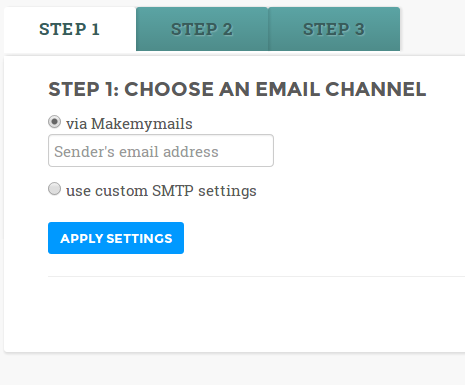 STEP 1 STEP 2 STEP 3
STEP 1: CHOOSE AN EMAIL CHANNEL
via Makemymails
Sender's email address
use custom SMTP settings
APPLY SETTINGS